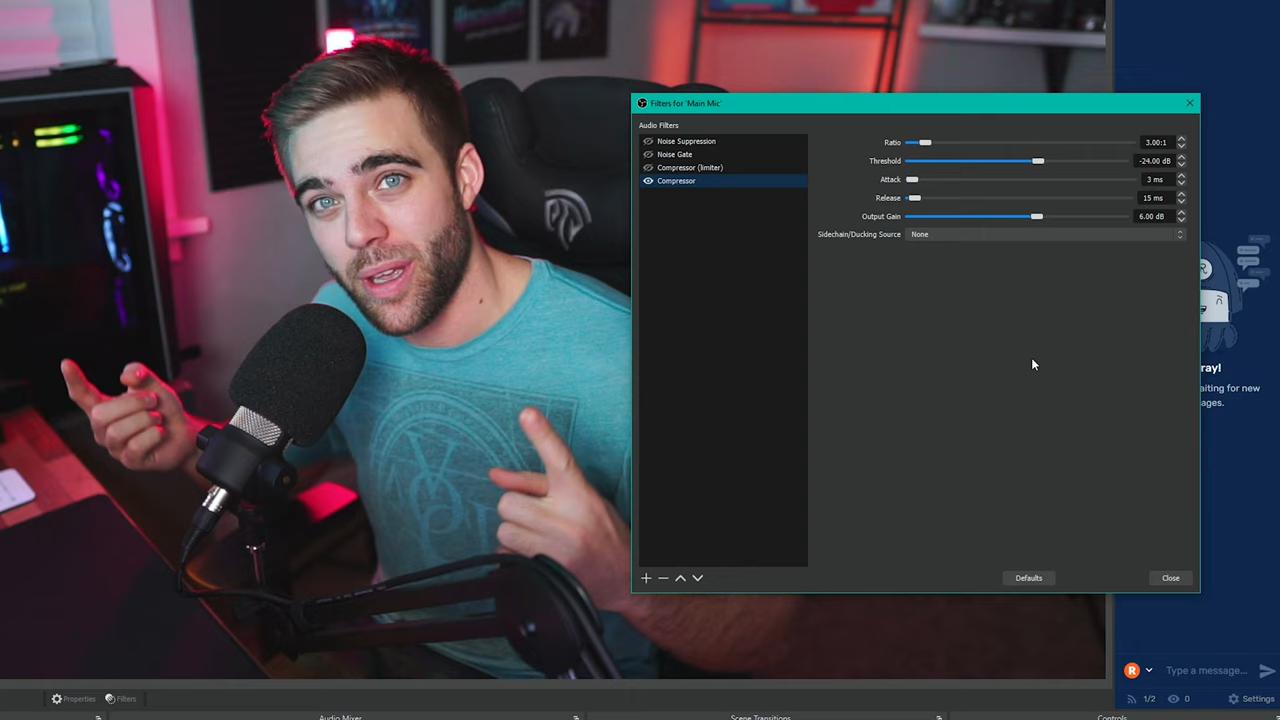 Filters for 'Main Mic'
Audio Filters
Noise Suppression
Noise Gate
Compressor (limiter)
Compressor
Ratio 3.00:1
Threshold -24.00 dB
Attack 3 ms
Release 15 ms
Output Gain 6.00 dB
Sidechain/Ducking Source None
Defaults
Close
ray!
aiting for new
ages.
R
Type a message...
1/2 0 Settings
Properties Filters
Audio Mixer Scene Transitions Controls